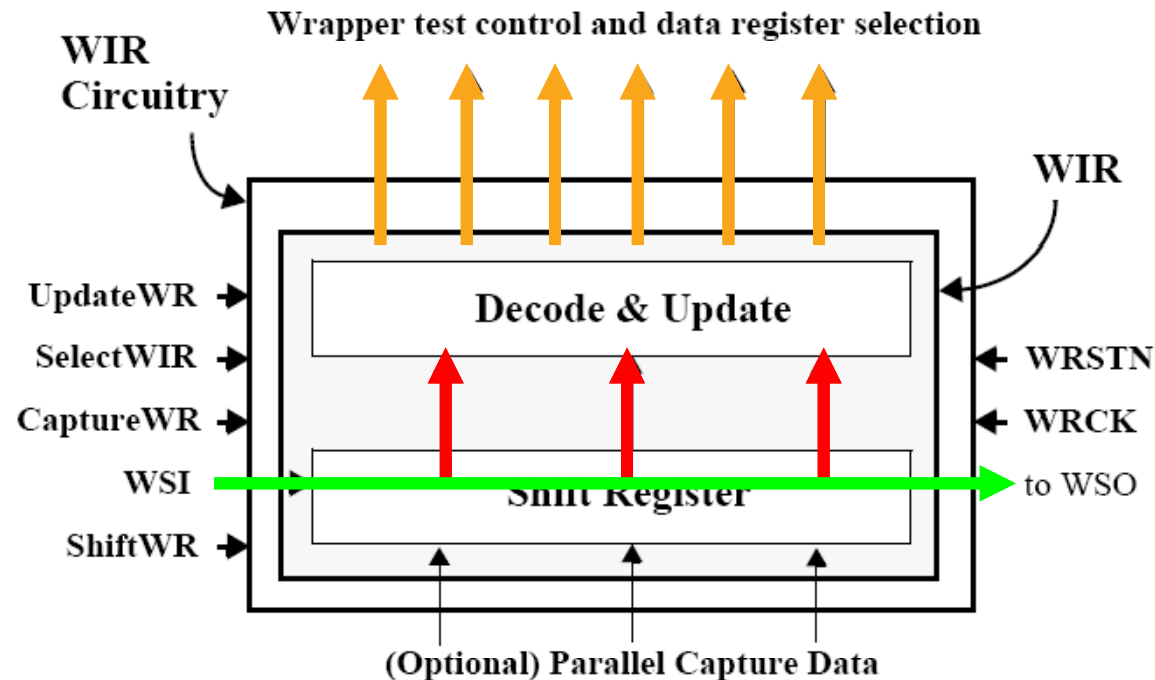 Wrapper test control and data register selection
WIR
Circuitry
WIR
UpdateWR
Decode & Update
SelectWIR
WRSTN
CaptureWR
WRCK
WSI
Shift Register
to WSO
ShiftWR
(Optional) Parallel Capture Data